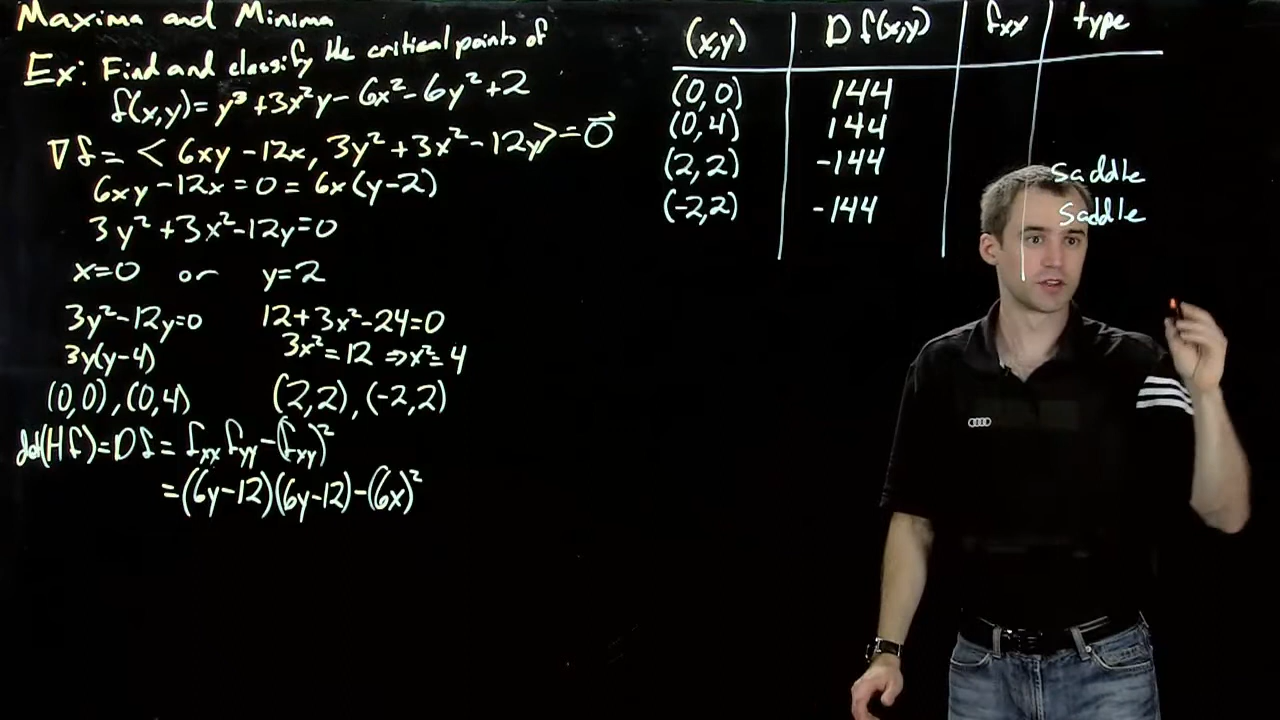 Maxima and Minima
Ex: Find and classify the critical points of
f(x,y)= y³+3x²y-6x²-6y²+2
∇f= < 6xy-12x, 3y²+3x²-12y>=0⃗
6xy-12x=0=6x(y-2)
3y²+3x²-12y=0
x=0 or y=2
3y²-12y=0 12+3x²-24=0
3y(y-4) 3x²=12 ⇒x²=4
(0,0),(0,4) (2,2),(-2,2)
det(Hf)=Df= fxx fyy-(fxy)²
=(6y-12)(6y-12)-(6x)²
(x,y) D f(x,y) fxx type
(0,0) 144
(0,4) 144
(2,2) -144 saddle
(-2,2) -144 saddle